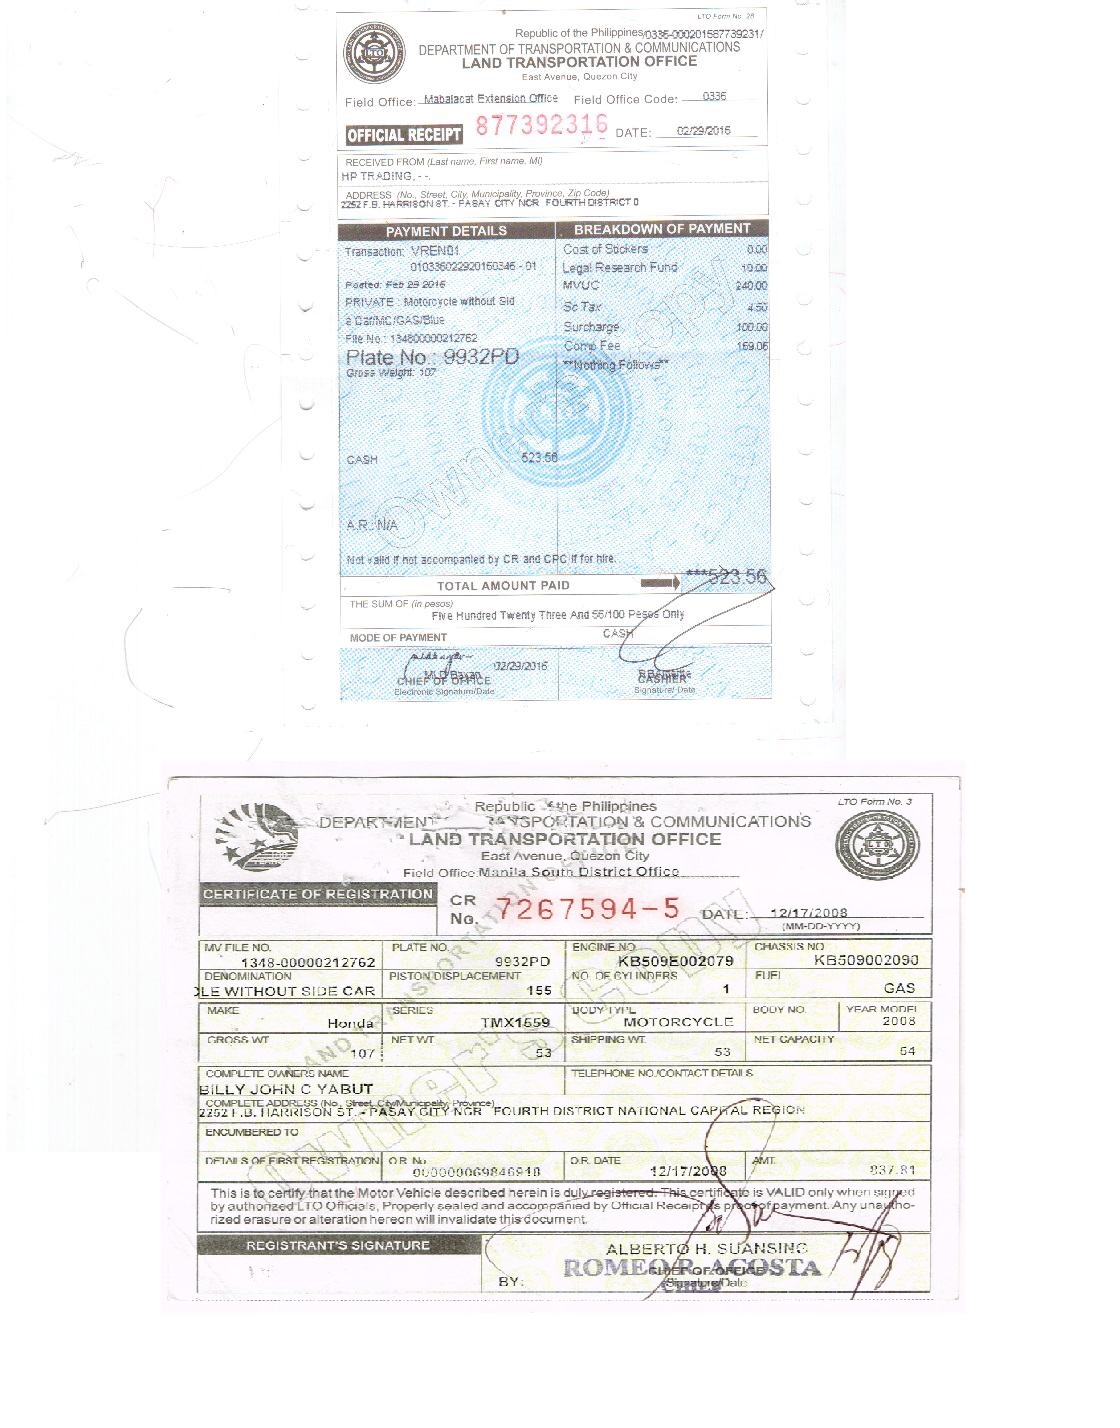 LTO Form No. 28
Republic of the Philippines/0336-000201587739231/
DEPARTMENT OF TRANSPORTATION & COMMUNICATIONS
LAND TRANSPORTATION OFFICE
East Avenue, Quezon City
Field Office: Mabalacat Extension Office Field Office Code: 0336
OFFICIAL RECEIPT 877392316 DATE: 02/29/2016
RECEIVED FROM (Last name, First name, MI)
HP TRADING, - -.
ADDRESS (No., Street, City, Municipality, Province, Zip Code)
2252 F.B. HARRISON ST. - PASAY CITY NCR FOURTH DISTRICT 0
PAYMENT DETAILS BREAKDOWN OF PAYMENT
Transaction: VREN01 Cost of Stickers 0.00
010336022920160346 - 01 Legal Research Fund 10.00
Posted: Feb 29 2016 MVUC 240.00
PRIVATE : Motorcycle without Sid Sc Tax 4.50
e Car/MC/GAS/Blue Surcharge 100.00
File No.: 134800000212762 Comp Fee 169.06
Plate No.: 9932PD **Nothing Follows**
Gross Weight: 107
CASH 523.56
A.R.: N/A
Owner's Copy
Not valid if not accompanied by CR and CPC if for hire.
TOTAL AMOUNT PAID ***523.56
THE SUM OF (in pesos)
Five Hundred Twenty Three And 56/100 Pesos Only
MODE OF PAYMENT CASH
02/29/2016
CHIEF OF OFFICE CASHIER
Electronic Signature/Date Signature/ Date
LTO Form No. 3
Republic of the Philippines
DEPARTMENT TRANSPORTATION & COMMUNICATIONS
LAND TRANSPORTATION OFFICE
East Avenue, Quezon City
Field Office Manila South District Office
CERTIFICATE OF REGISTRATION CR No. 7267594-5 DATE: 12/17/2008
(MM-DD-YYYY)
MV FILE NO. PLATE NO. ENGINE NO. CHASSIS NO
1348-00000212762 9932PD KB509E002079 KB509002090
DENOMINATION PISTON DISPLACEMENT NO. OF CYLINDERS FUEL
LE WITHOUT SIDE CAR 155 1 GAS
MAKE SERIES BODY TYPE BODY NO. YEAR MODEL
Honda TMX1559 MOTORCYCLE 2008
GROSS WT NET WT. SHIPPING WT. NET CAPACITY
107 53 53 54
COMPLETE OWNERS NAME TELEPHONE NO./CONTACT DETAILS
BILLY JOHN C YABUT
COMPLETE ADDRESS (No., Street, City/Municipality, Province)
2252 F.B. HARRISON ST. - PASAY CITY NCR FOURTH DISTRICT NATIONAL CAPITAL REGION
ENCUMBERED TO
DETAILS OF FIRST REGISTRATION O.R. No. O.R. DATE AMT.
000000069846918 12/17/2008 837.81
This is to certify that the Motor Vehicle described herein is duly registered. This certificate is VALID only when signed
by authorized LTO Officials, Properly sealed and accompanied by Official Receipt as proof of payment. Any unautho-
rized erasure or alteration hereon will invalidate this document.
REGISTRANT'S SIGNATURE ALBERTO H. SUANSING
ROMEO R. ACOSTA
CHIEF OF OFFICE
BY: Signature/Date
CHIEF
Owner's Copy